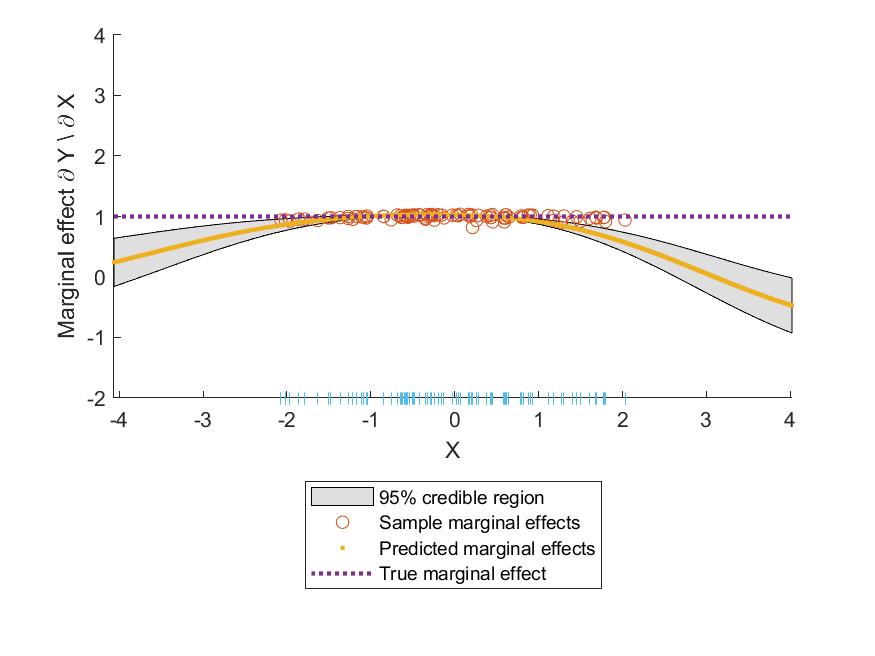 4
3
2
1
0
-1
-2
Marginal effect ∂ Y \ ∂ X
-4 -3 -2 -1 0 1 2 3 4
X
95% credible region
Sample marginal effects
Predicted marginal effects
True marginal effect